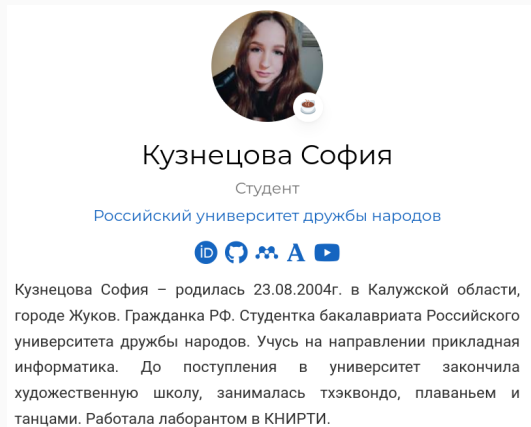 Кузнецова София
Студент
Российский университет дружбы народов
Кузнецова София – родилась 23.08.2004г. в Калужской области,
городе Жуков. Гражданка РФ. Студентка бакалавриата Российского
университета дружбы народов. Учусь на направлении прикладная
информатика. До поступления в университет закончила
художественную школу, занималась тхэквондо, плаваньем и
танцами. Работала лаборантом в КНИРТИ.